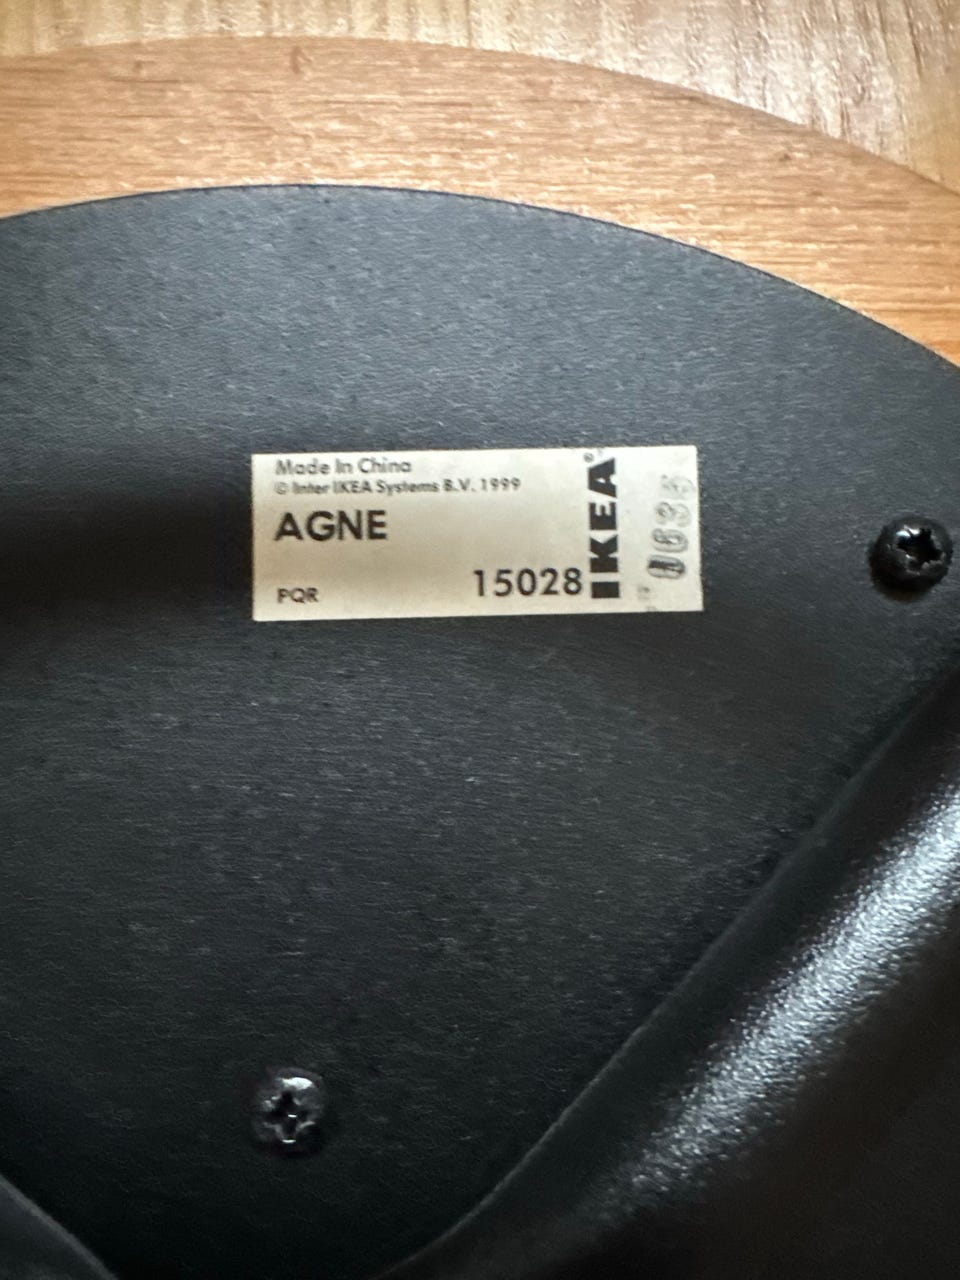 Made In China
© Inter IKEA Systems B.V. 1999
AGNE
PQR
15028
IKEA®